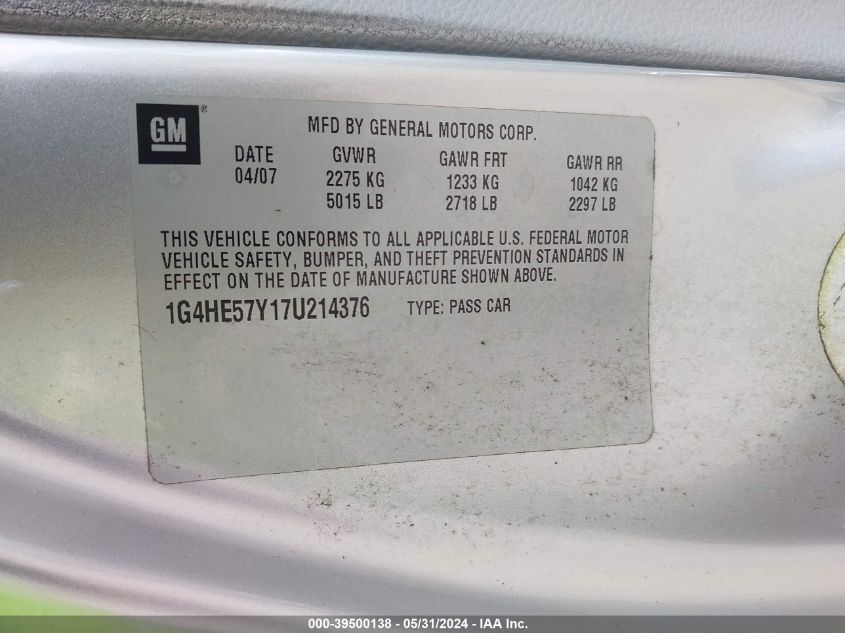 GM ®
MFD BY GENERAL MOTORS CORP.
DATE GVWR GAWR FRT GAWR RR
04/07 2275 KG 1233 KG 1042 KG
5015 LB 2718 LB 2297 LB
THIS VEHICLE CONFORMS TO ALL APPLICABLE U.S. FEDERAL MOTOR
VEHICLE SAFETY, BUMPER, AND THEFT PREVENTION STANDARDS IN
EFFECT ON THE DATE OF MANUFACTURE SHOWN ABOVE.
1G4HE57Y17U214376 TYPE: PASS CAR
000-39500138 - 05/31/2024 - IAA Inc.